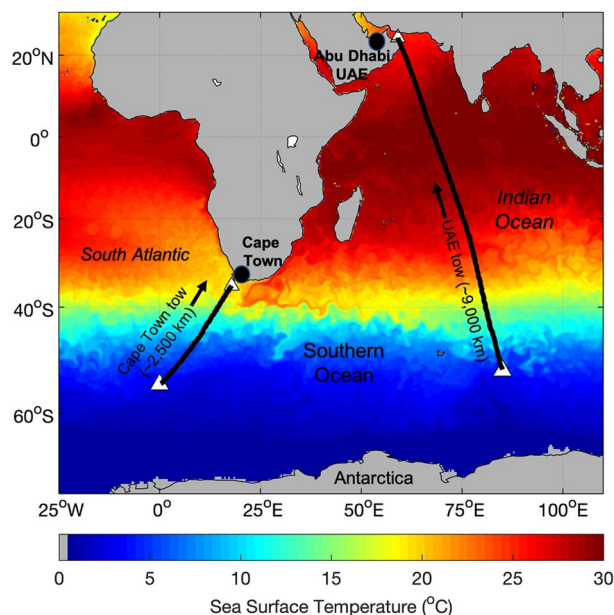 20°N
0°
20°S
40°S
60°S
Abu Dhabi
UAE
Indian
Ocean
South Atlantic
Cape
Town
Cape Town tow
(~2,500 km)
UAE tow (~9,000 km)
Southern
Ocean
Antarctica
25°W 0° 25°E 50°E 75°E 100°E
0 5 10 15 20 25 30
Sea Surface Temperature (°C)